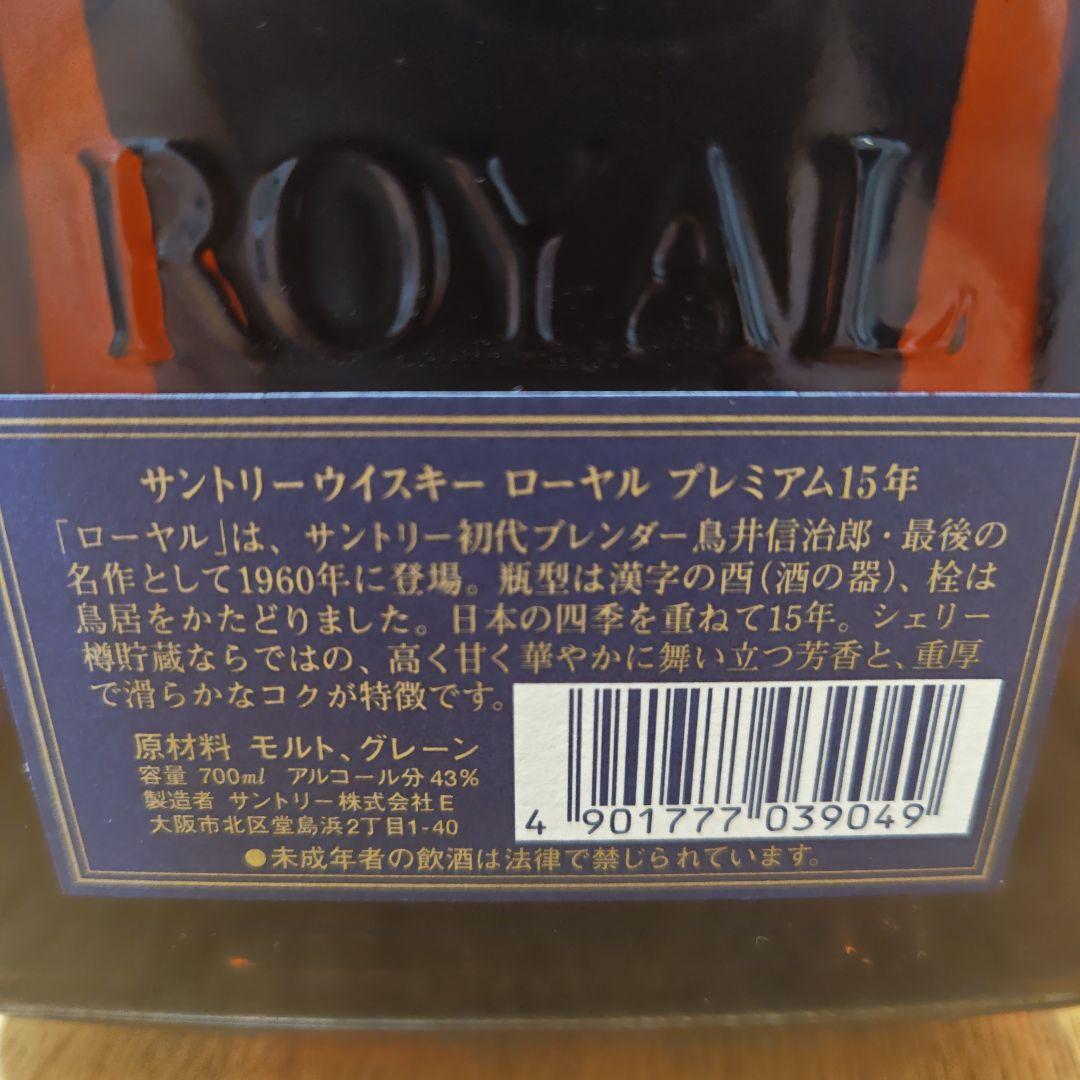 ROYAL
サントリーウイスキー ローヤル プレミアム15年
「ローヤル」は、サントリー初代ブレンダー鳥井信治郎・最後の
名作として1960年に登場。瓶型は漢字の酉(酒の器)、栓は
鳥居をかたどりました。日本の四季を重ねて15年。シェリー
樽貯蔵ならではの、高く甘く華やかに舞い立つ芳香と、重厚
で滑らかなコクが特徴です。
原材料 モルト、グレーン
容量 700ml アルコール分43%
製造者 サントリー株式会社E
大阪市北区堂島浜2丁目1-40
4 901777 039049
●未成年者の飲酒は法律で禁じられています。